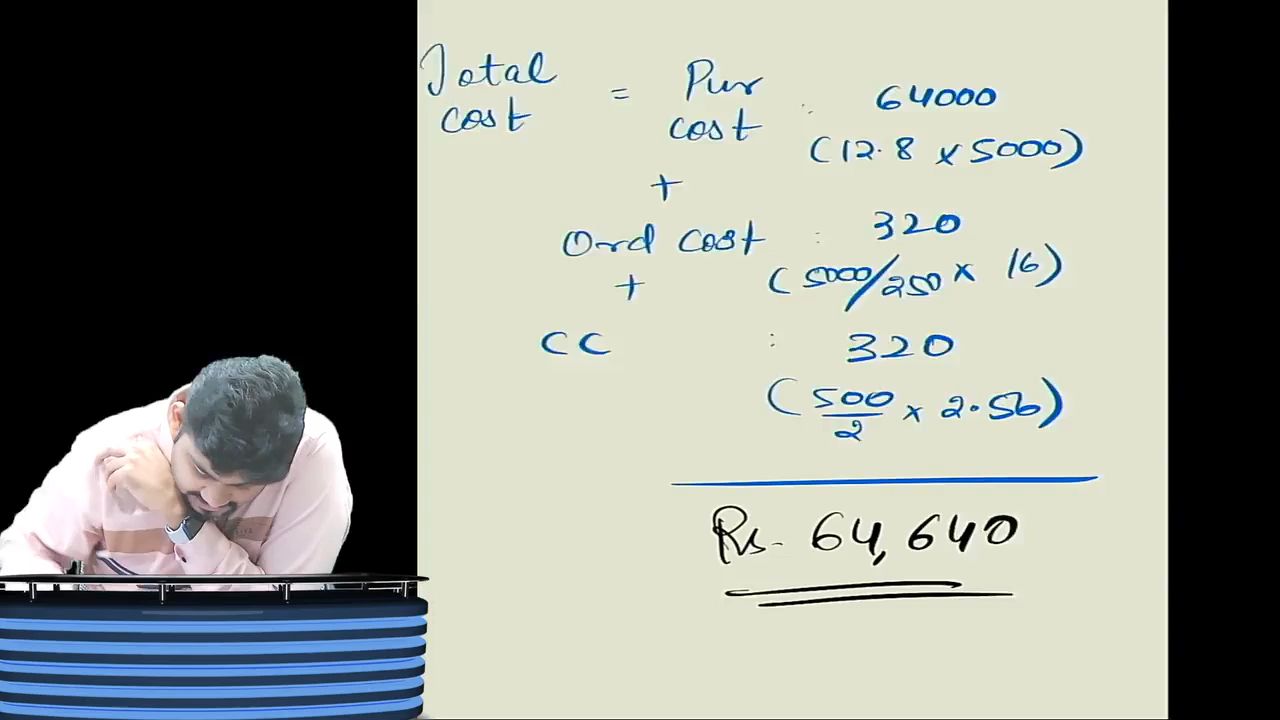 Total cost = Pur cost : 64000
(12.8 x 5000)
+
Ord cost : 320
+ (5000/250 x 16)
CC : 320
(500/2 x 2.56)
Rs. 64,640